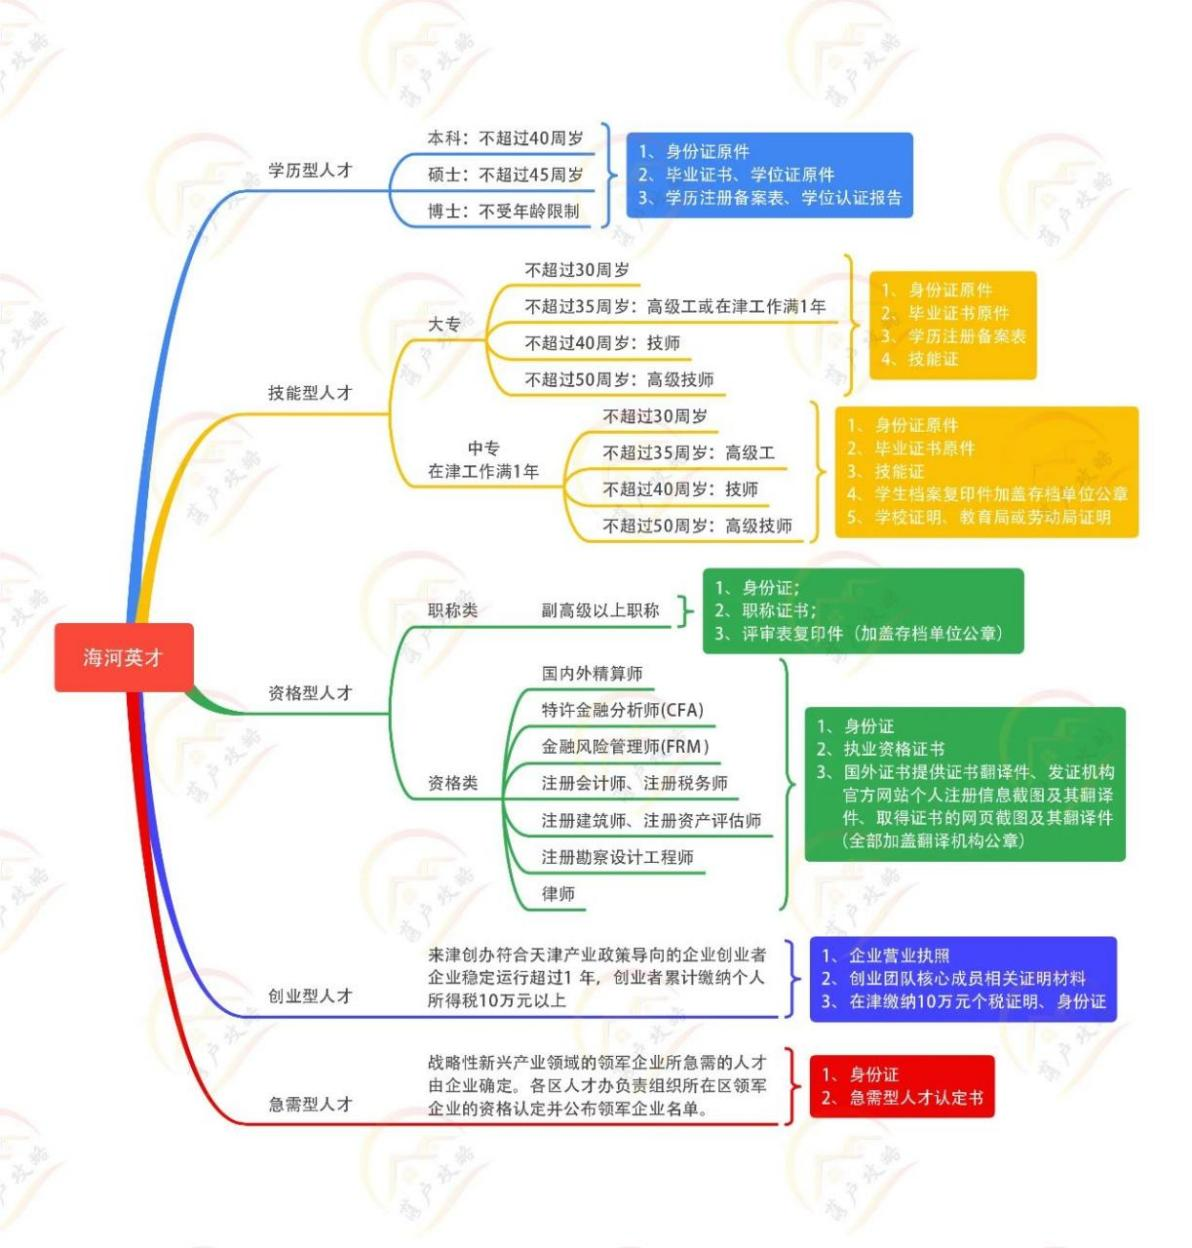 海河英才
学历型人才
本科：不超过40周岁
硕士：不超过45周岁
博士：不受年龄限制
1、身份证原件
2、毕业证书、学位证原件
3、学历注册备案表、学位认证报告
技能型人才
大专
不超过30周岁
不超过35周岁：高级工或在津工作满1年
不超过40周岁：技师
不超过50周岁：高级技师
1、身份证原件
2、毕业证书原件
3、学历注册备案表
4、技能证
中专
在津工作满1年
不超过30周岁
不超过35周岁：高级工
不超过40周岁：技师
不超过50周岁：高级技师
1、身份证原件
2、毕业证书原件
3、技能证
4、学生档案复印件加盖存档单位公章
5、学校证明、教育局或劳动局证明
资格型人才
职称类
副高级以上职称
1、身份证；
2、职称证书；
3、评审表复印件（加盖存档单位公章）
资格类
国内外精算师
特许金融分析师(CFA)
金融风险管理师(FRM)
注册会计师、注册税务师
注册建筑师、注册资产评估师
注册勘察设计工程师
律师
1、身份证
2、执业资格证书
3、国外证书提供证书翻译件、发证机构
官方网站个人注册信息截图及其翻译
件、取得证书的网页截图及其翻译件
（全部加盖翻译机构公章）
创业型人才
来津创办符合天津产业政策导向的企业创业者
企业稳定运行超过1 年，创业者累计缴纳个人
所得税10万元以上
1、企业营业执照
2、创业团队核心成员相关证明材料
3、在津缴纳10万元个税证明、身份证
急需型人才
战略性新兴产业领域的领军企业所急需的人才
由企业确定。各区人才办负责组织所在区领军
企业的资格认定并公布领军企业名单。
1、身份证
2、急需型人才认定书